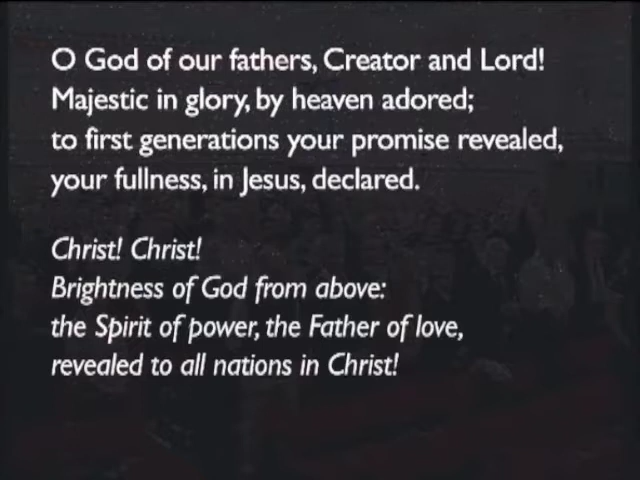 O God of our fathers, Creator and Lord!
Majestic in glory, by heaven adored;
to first generations your promise revealed,
your fullness, in Jesus, declared.
Christ! Christ!
Brightness of God from above:
the Spirit of power, the Father of love,
revealed to all nations in Christ!